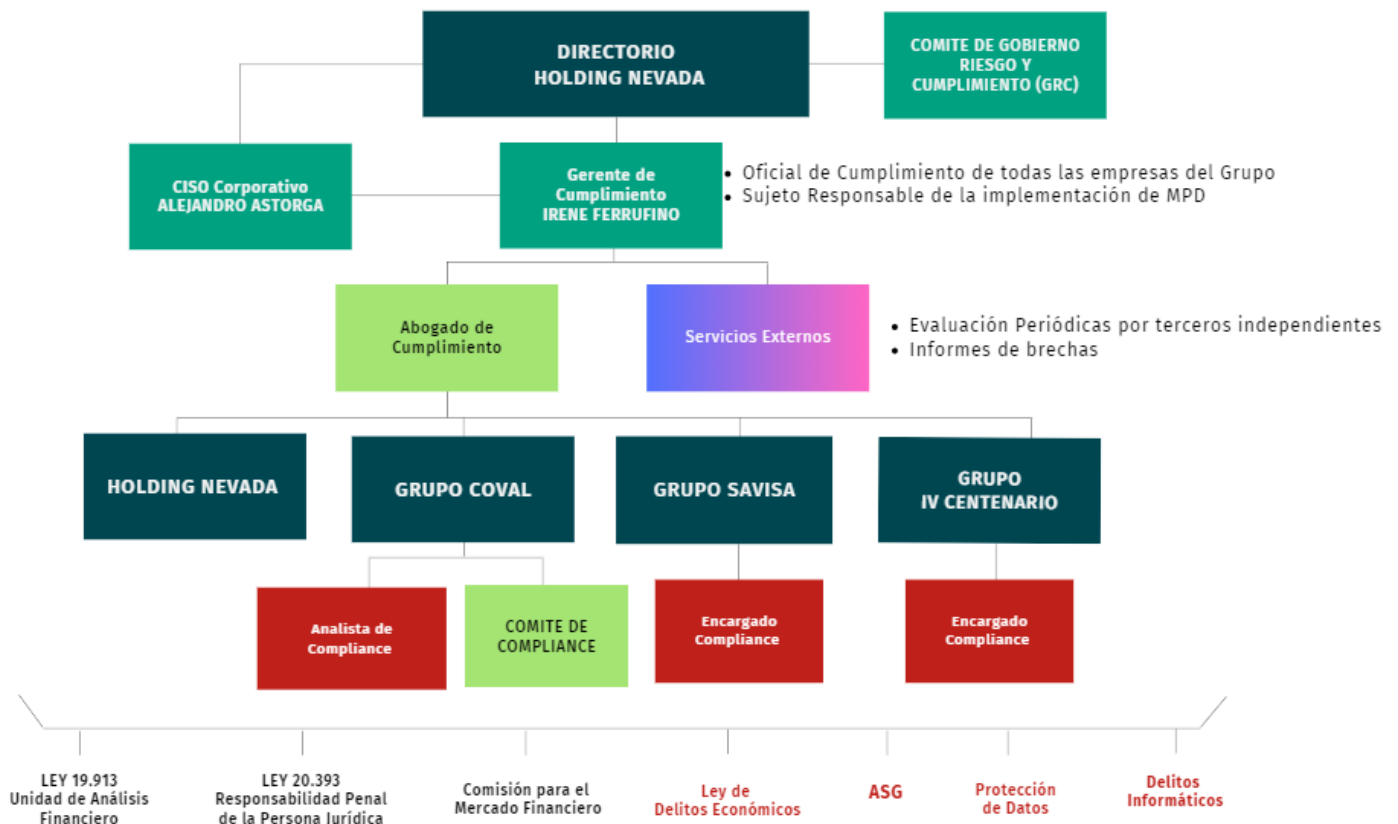 DIRECTORIO
HOLDING NEVADA
COMITE DE GOBIERNO
RIESGO Y
CUMPLIMIENTO (GRC)
CISO Corporativo
ALEJANDRO ASTORGA
Gerente de
Cumplimiento
IRENE FERRUFINO
• Oficial de Cumplimiento de todas las empresas del Grupo
• Sujeto Responsable de la implementación de MPD
Abogado de
Cumplimiento
Servicios Externos
• Evaluación Periódicas por terceros independientes
• Informes de brechas
HOLDING NEVADA
GRUPO COVAL
GRUPO SAVISA
GRUPO
IV CENTENARIO
Analista de
Compliance
COMITE DE
COMPLIANCE
Encargado
Compliance
Encargado
Compliance
LEY 19.913
Unidad de Análisis
Financiero
LEY 20.393
Responsabilidad Penal
de la Persona Jurídica
Comisión para el
Mercado Financiero
Ley de
Delitos Económicos
ASG
Protección
de Datos
Delitos
Informáticos